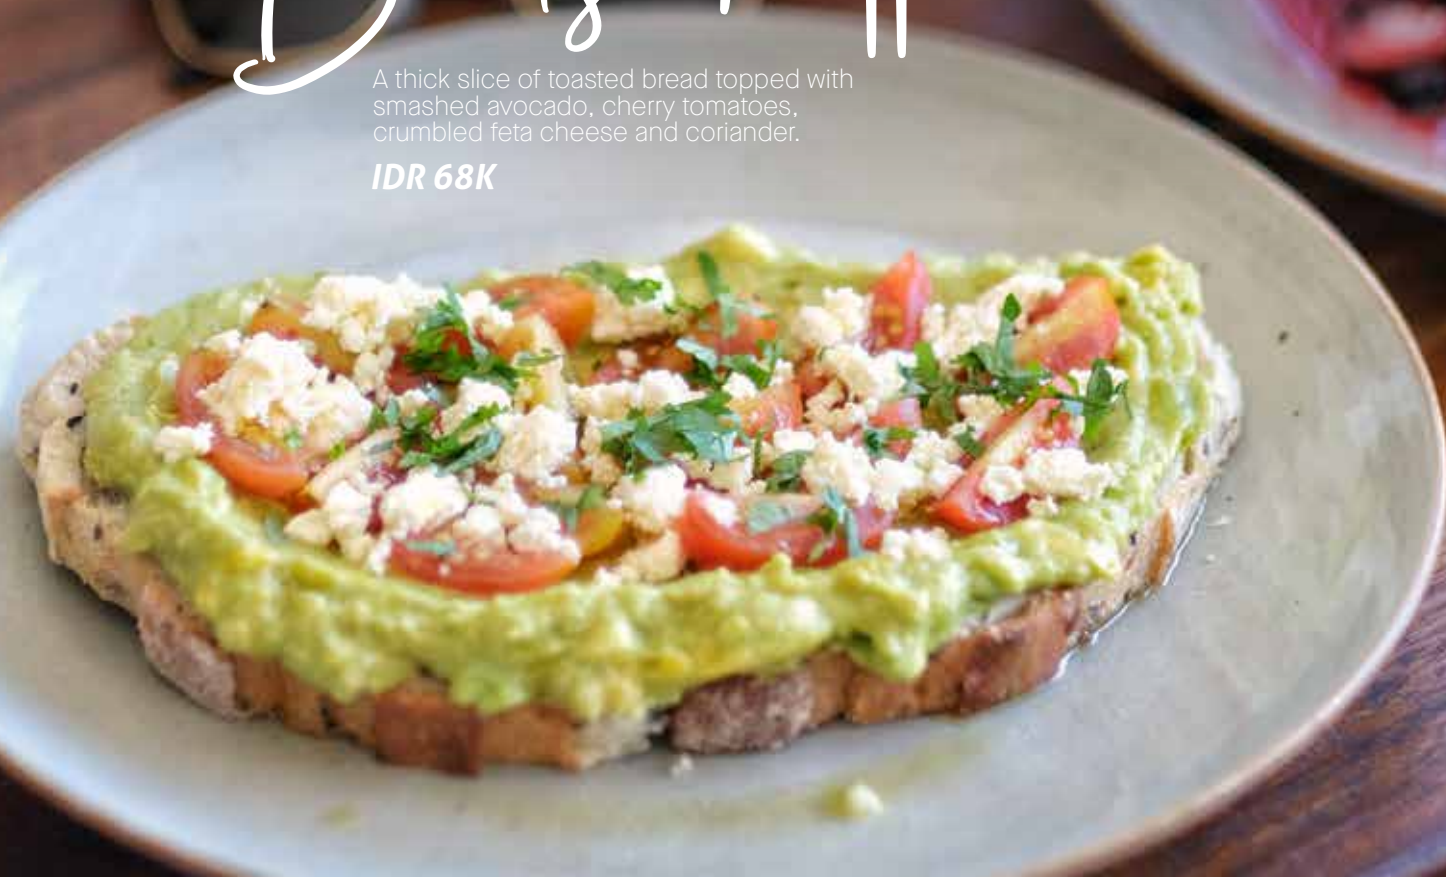 A thick slice of toasted bread topped with
smashed avocado, cherry tomatoes,
crumbled feta cheese and coriander.
IDR 68K